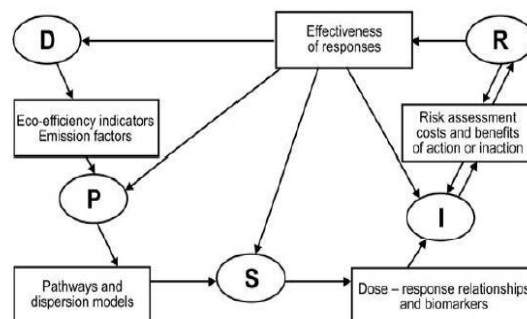 D
Effectiveness
of responses
R
Eco-efficiency indicators
Emission factors
Risk assessment
costs and benefits
of action or inaction
P
I
Pathways and
dispersion models
S
Dose – response relationships
and biomarkers